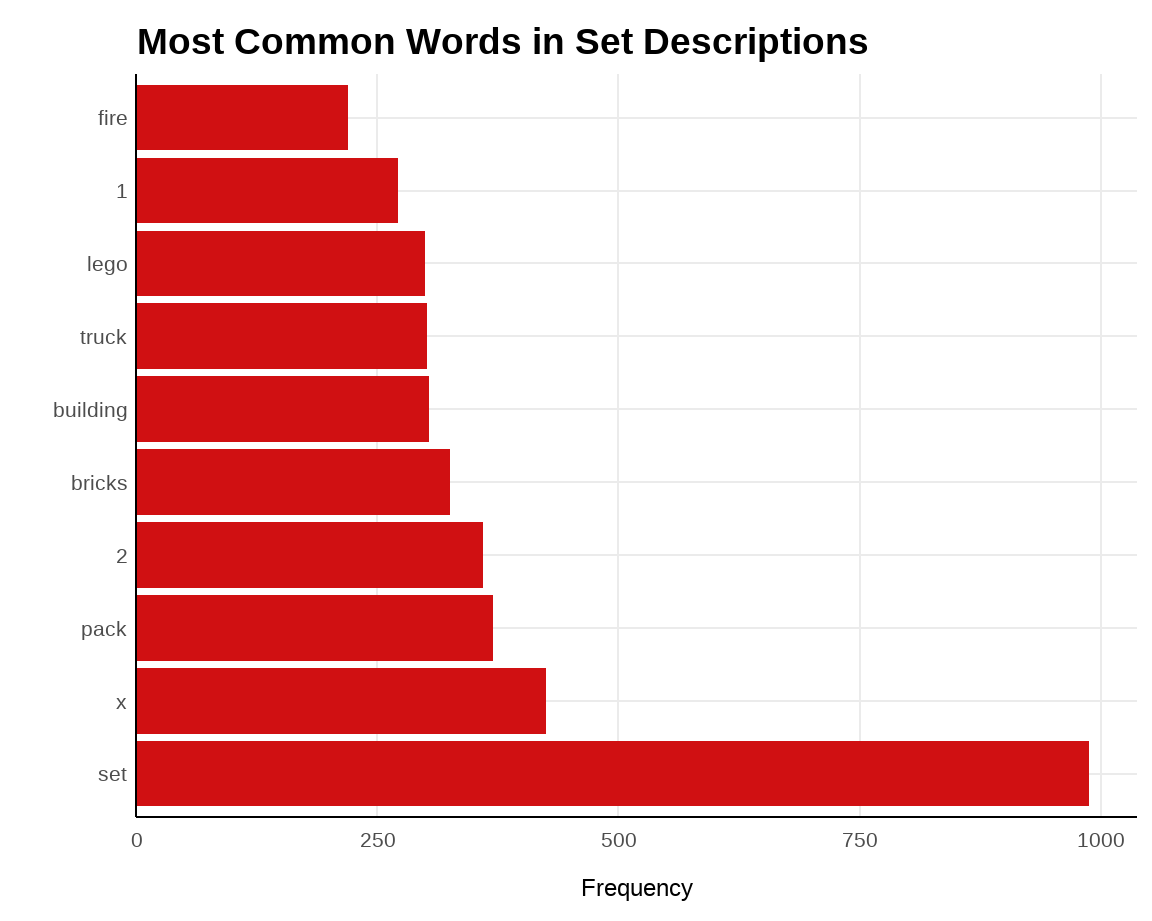 Most Common Words in Set Descriptions
fire
1
lego
truck
building
bricks
2
pack
x
set
0 250 500 750 1000
Frequency